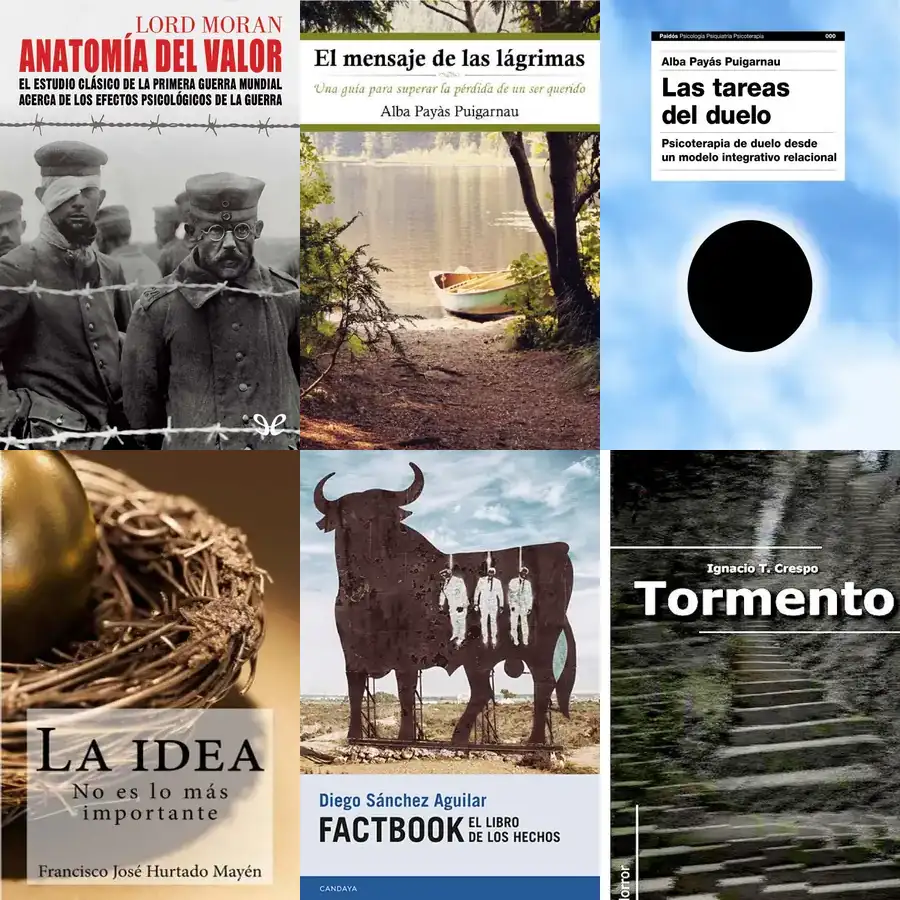 LORD MORAN
ANATOMÍA DEL VALOR
EL ESTUDIO CLÁSICO DE LA PRIMERA GUERRA MUNDIAL
ACERCA DE LOS EFECTOS PSICOLÓGICOS DE LA GUERRA
El mensaje de las lágrimas
Una guía para superar la pérdida de un ser querido
Alba Payàs Puigarnau
Paidós Psicología Psiquiatría Psicoterapia 000
Alba Payás Puigarnau
Las tareas
del duelo
Psicoterapia de duelo desde
un modelo integrativo relacional
LA IDEA
No es lo más
importante
Francisco José Hurtado Mayén
Diego Sánchez Aguilar
FACTBOOK EL LIBRO
DE LOS HECHOS
CANDAYA
Ignacio T. Crespo
Tormento